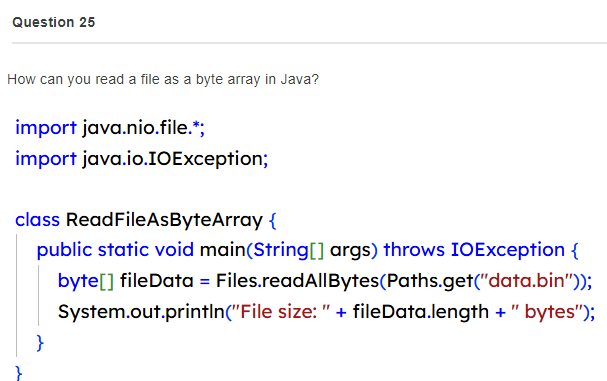 Question 25
How can you read a file as a byte array in Java?
import java.nio.file.*;
import java.io.IOException;
class ReadFileAsByteArray {
public static void main(String[] args) throws IOException {
byte[] fileData = Files.readAllBytes(Paths.get("data.bin"));
System.out.println("File size: " + fileData.length + " bytes");
}
}